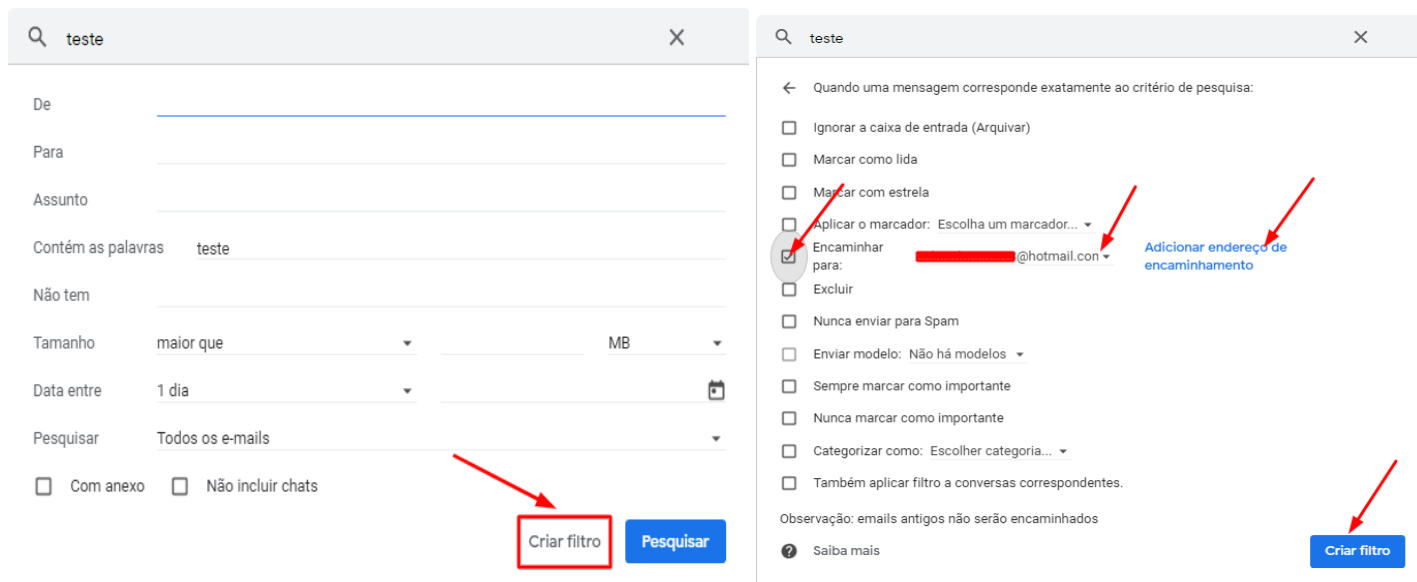 teste
De
Para
Assunto
Contém as palavras teste
Não tem
Tamanho maior que MB
Data entre 1 dia
Pesquisar Todos os e-mails
Com anexo Não incluir chats
Criar filtro Pesquisar
teste
Quando uma mensagem corresponde exatamente ao critério de pesquisa:
Ignorar a caixa de entrada (Arquivar)
Marcar como lida
Marcar com estrela
Aplicar o marcador: Escolha um marcador...
Encaminhar
para:
@hotmail.con
Adicionar endereço de
encaminhamento
Excluir
Nunca enviar para Spam
Enviar modelo: Não há modelos
Sempre marcar como importante
Nunca marcar como importante
Categorizar como: Escolher categoria...
Também aplicar filtro a conversas correspondentes.
Observação: emails antigos não serão encaminhados
Saiba mais
Criar filtro